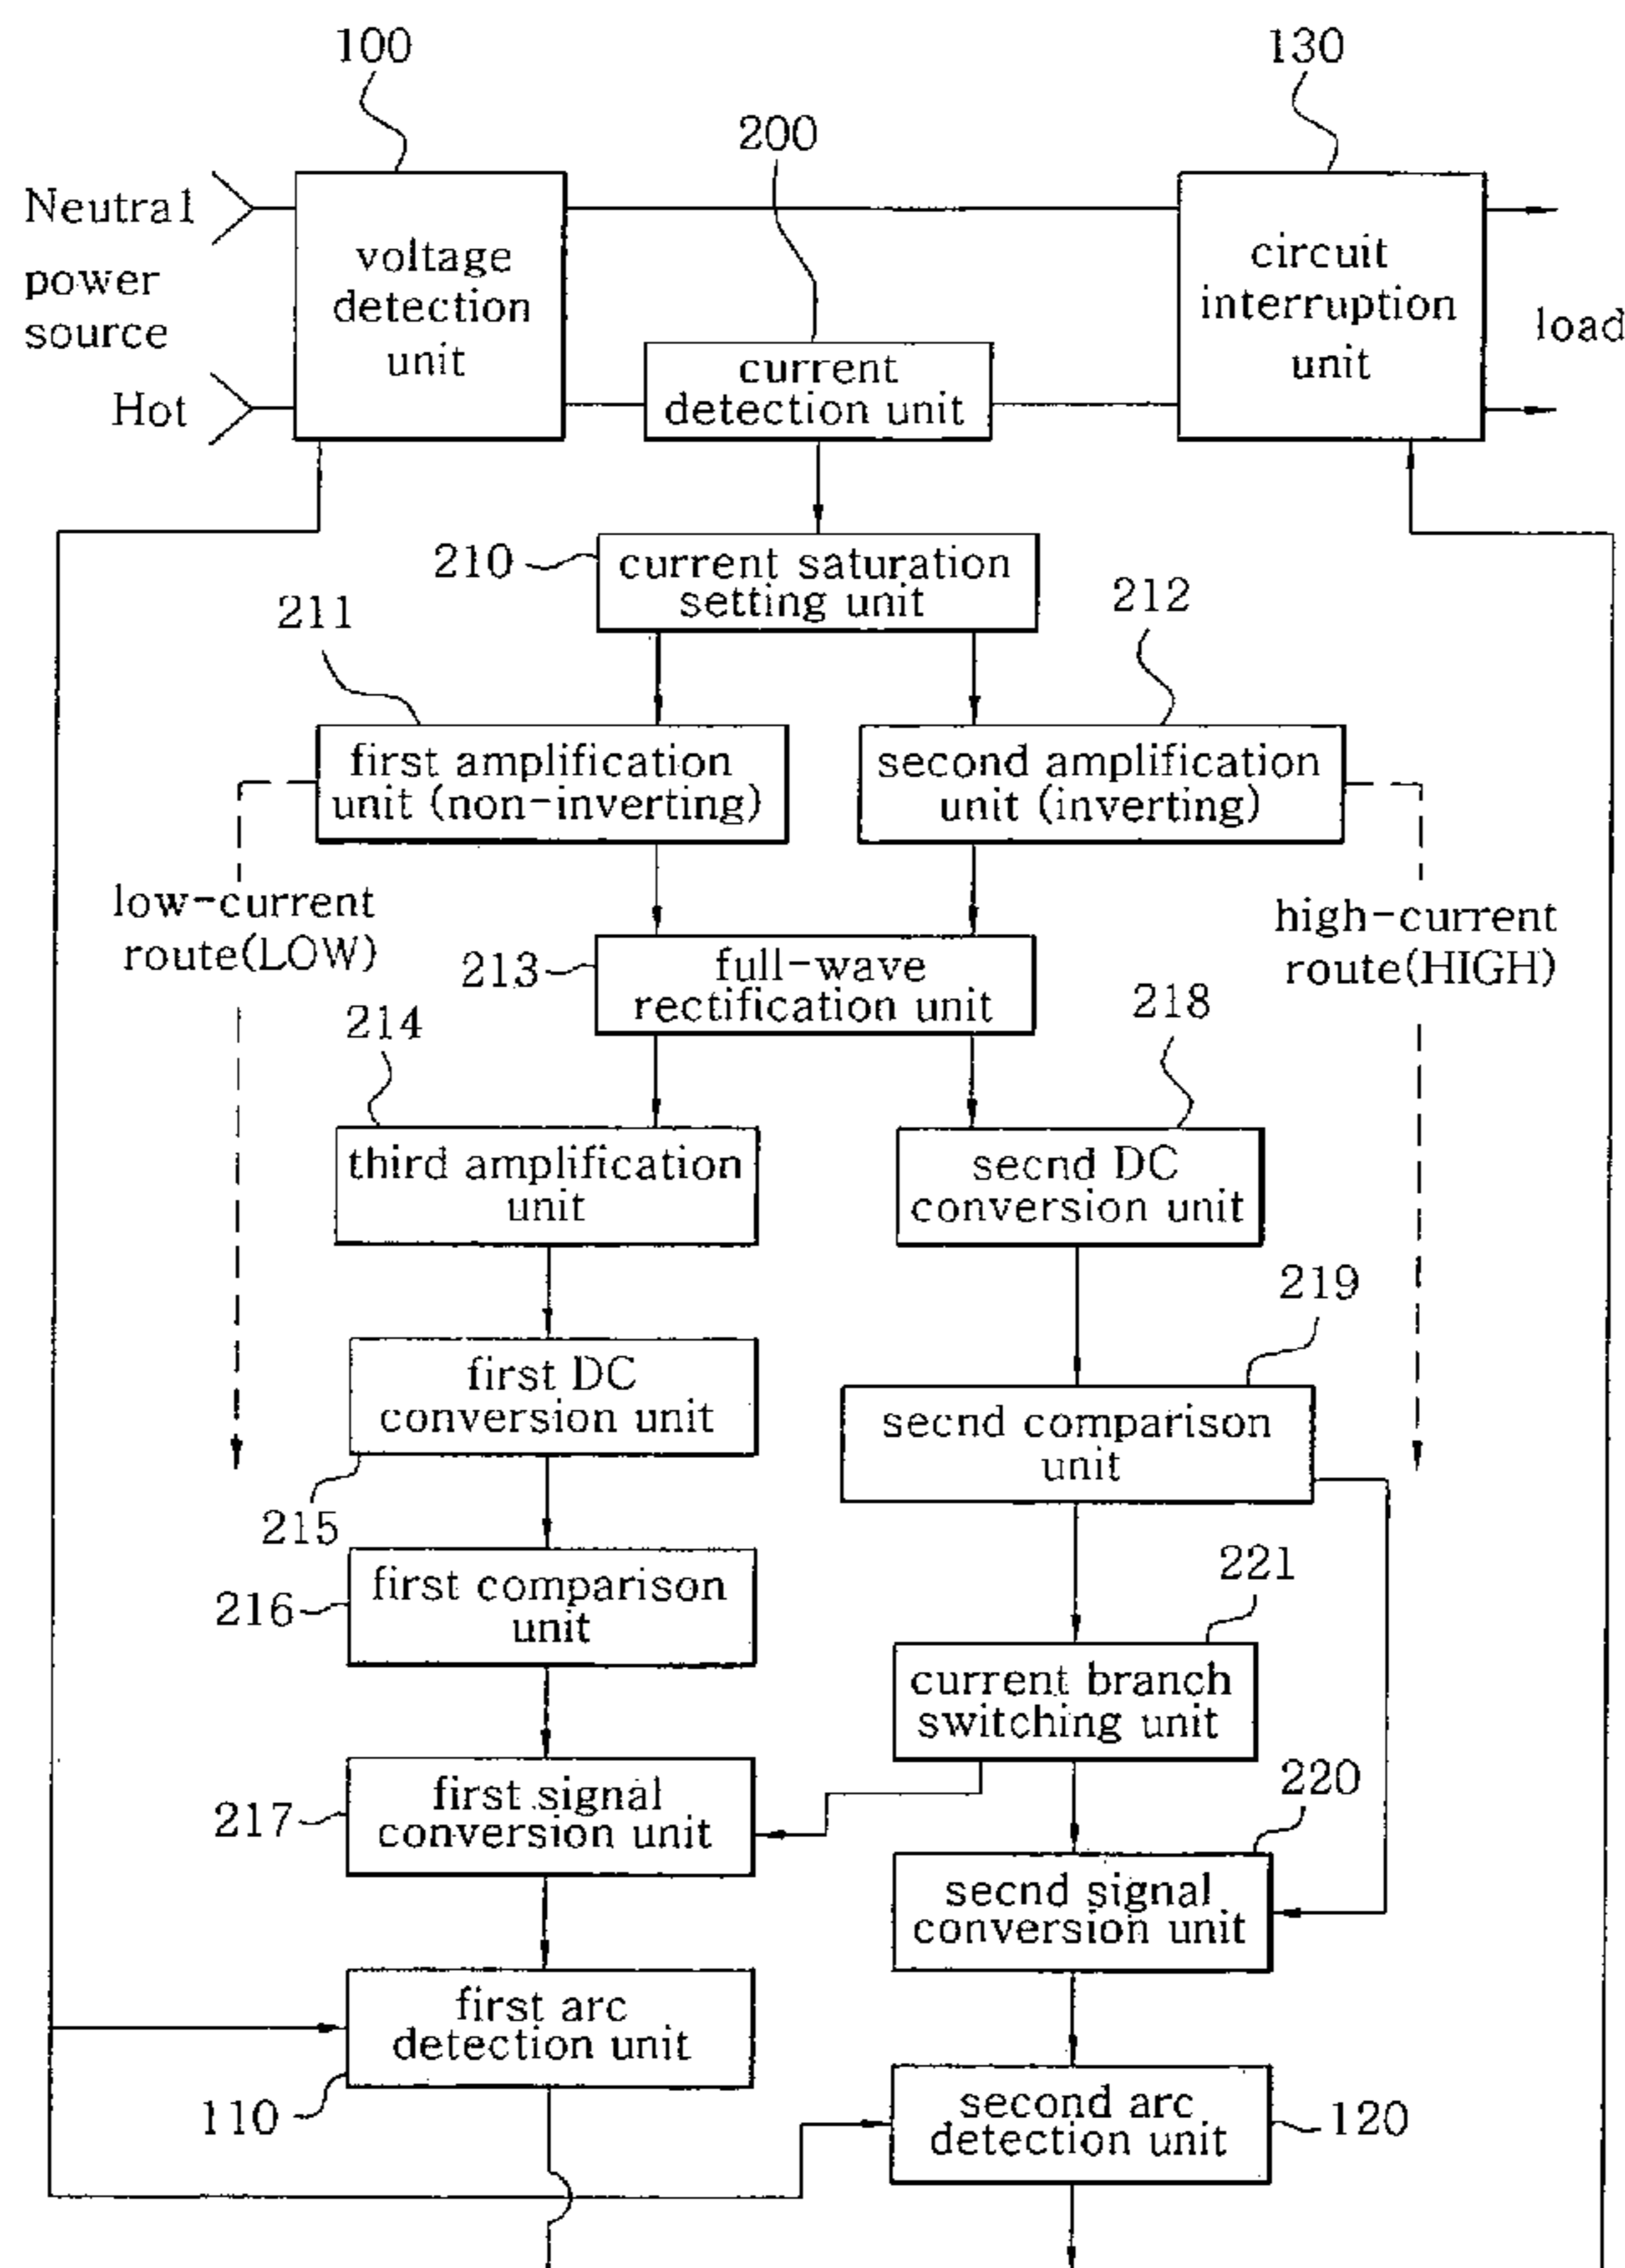 100
130
200
Neutral
power
source
Hot
voltage
detection
unit
current
detection unit
circuit
interruption
unit
load
210
current saturation
setting unit
211
212
first amplification
unit (non-inverting)
second amplification
unit (inverting)
low-current
route(LOW)
high-current
route(HIGH)
213
full-wave
rectification unit
214
218
third amplification
unit
secnd DC
conversion unit
219
first DC
conversion unit
secnd comparison
unit
215
216
first comparison
unit
221
current branch
switching unit
217
first signal
conversion unit
220
secnd signal
conversion unit
first arc
detection unit
110
second arc
detection unit
120